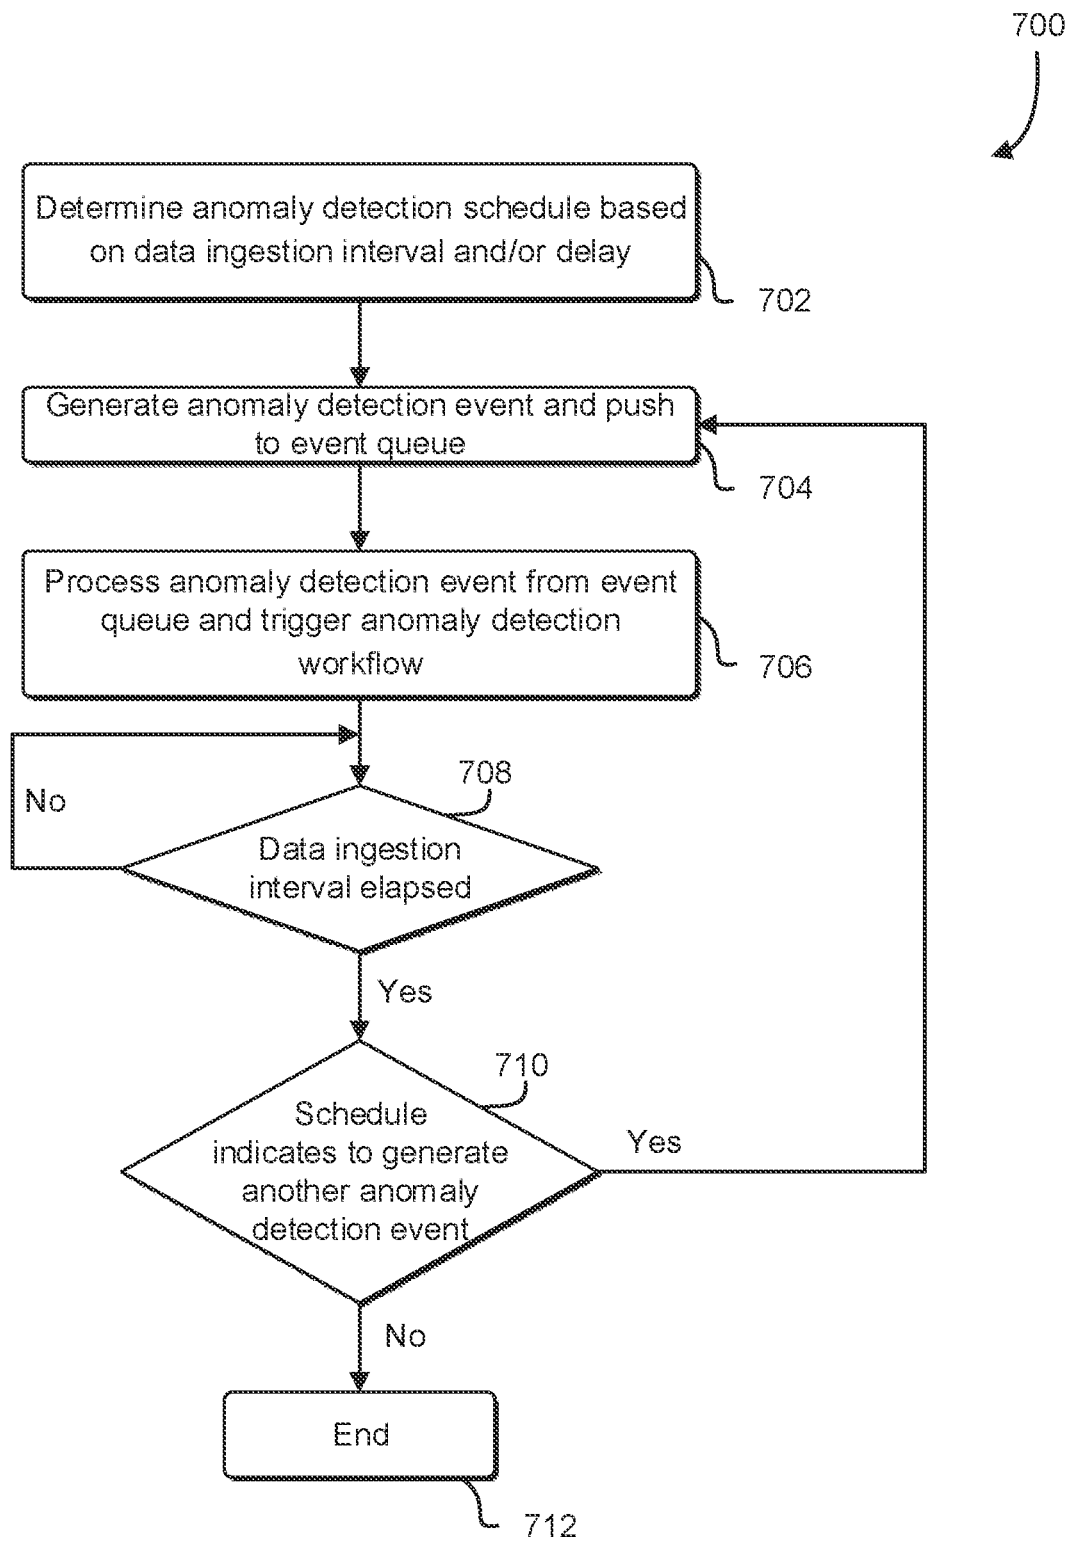 700
Determine anomaly detection schedule based
on data ingestion interval and/or delay
702
Generate anomaly detection event and push
to event queue
704
Process anomaly detection event from event
queue and trigger anomaly detection
workflow
706
708
No
Data ingestion
interval elapsed
Yes
710
Schedule
indicates to generate
another anomaly
detection event
Yes
No
End
712